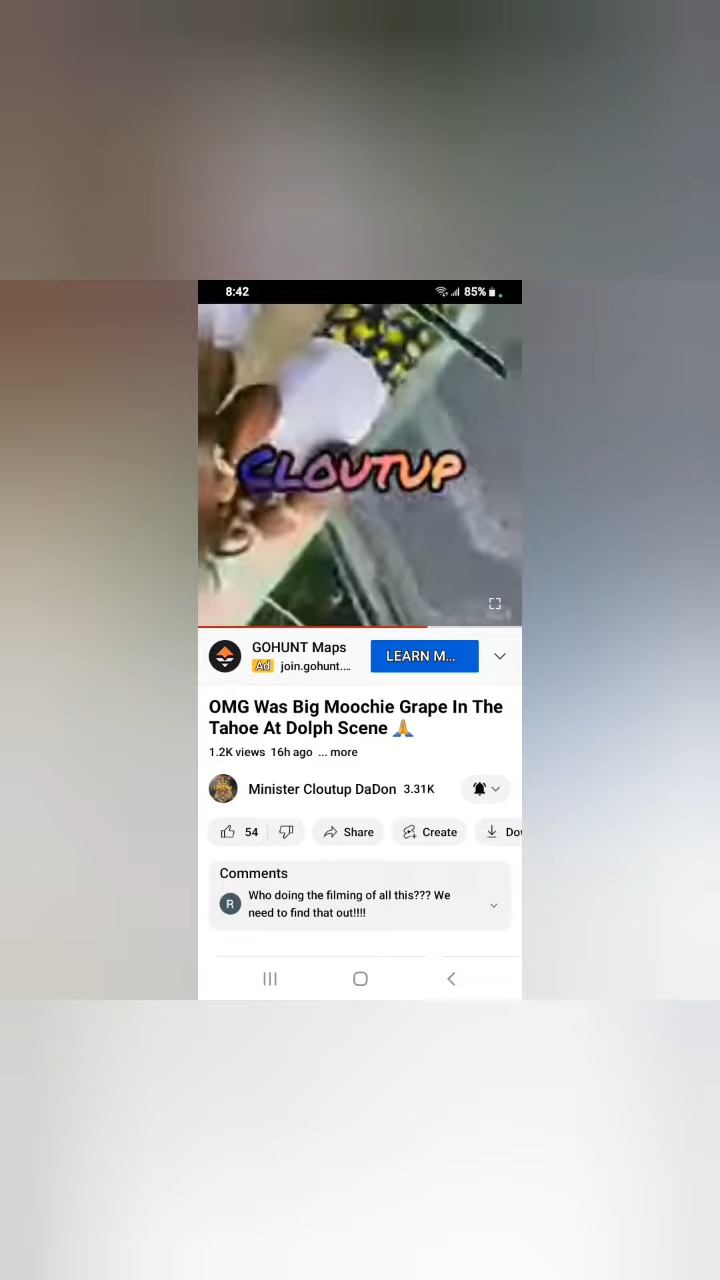 8:42
85%
CLOUTUP
GOHUNT Maps
LEARN M...
Ad join.gohunt....
OMG Was Big Moochie Grape In The
Tahoe At Dolph Scene 🙏
1.2K views 16h ago ... more
Minister Cloutup DaDon 3.31K
54
Share
Create
Dow
Comments
R
Who doing the filming of all this??? We
need to find that out!!!!